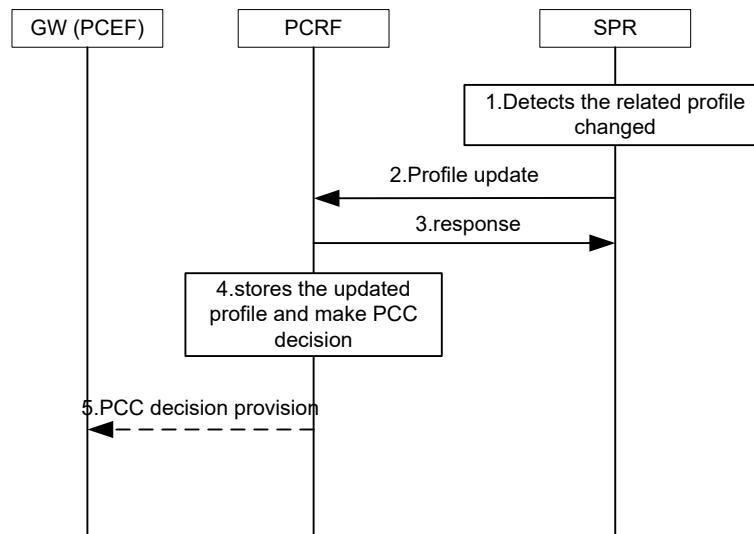 GW (PCEF)
PCRF
SPR
1.Detects the related profile
changed
2.Profile update
3.response
4.stores the updated
profile and make PCC
decision
5.PCC decision provision